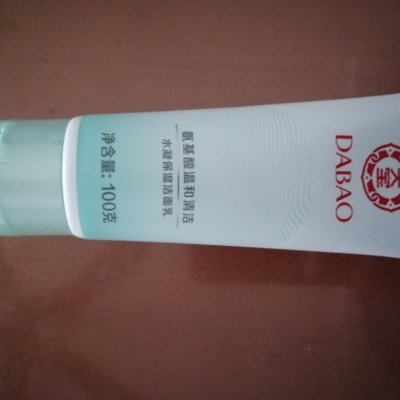 大宝
DABAO
氨基酸温和清洁
水凝保湿洁面乳
净含量：100克